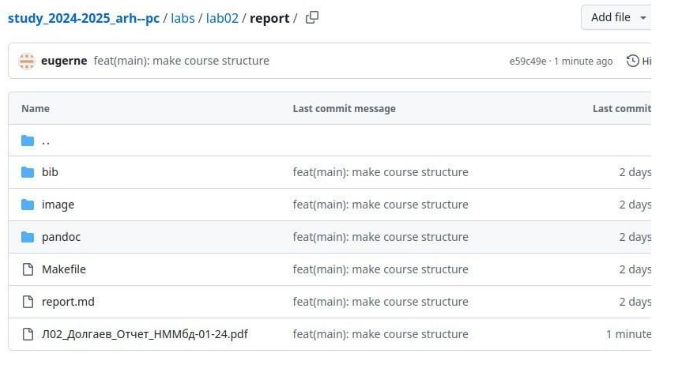 study_2024-2025_arh--pc / labs / lab02 / report /
Add file
eugerne feat(main): make course structure e59c49e · 1 minute ago Hi
Name Last commit message Last commit
..
bib feat(main): make course structure 2 days
image feat(main): make course structure 2 days
pandoc feat(main): make course structure 2 days
Makefile feat(main): make course structure 2 days
report.md feat(main): make course structure 2 days
Л02_Долгаев_Отчет_НММбд-01-24.pdf feat(main): make course structure 1 minute